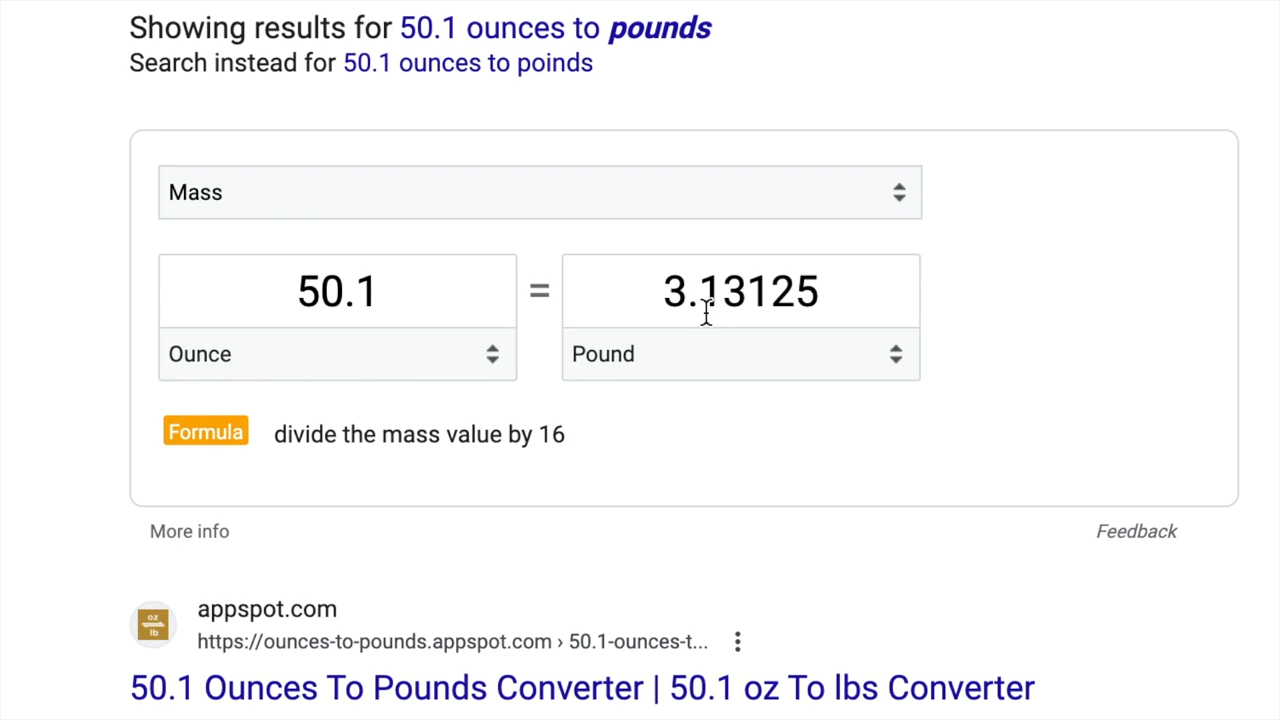 Showing results for 50.1 ounces to pounds
Search instead for 50.1 ounces to poinds
Mass
50.1 = 3.13125
Ounce Pound
Formula divide the mass value by 16
More info Feedback
oz
lb
appspot.com
https://ounces-to-pounds.appspot.com › 50.1-ounces-t...
50.1 Ounces To Pounds Converter | 50.1 oz To lbs Converter